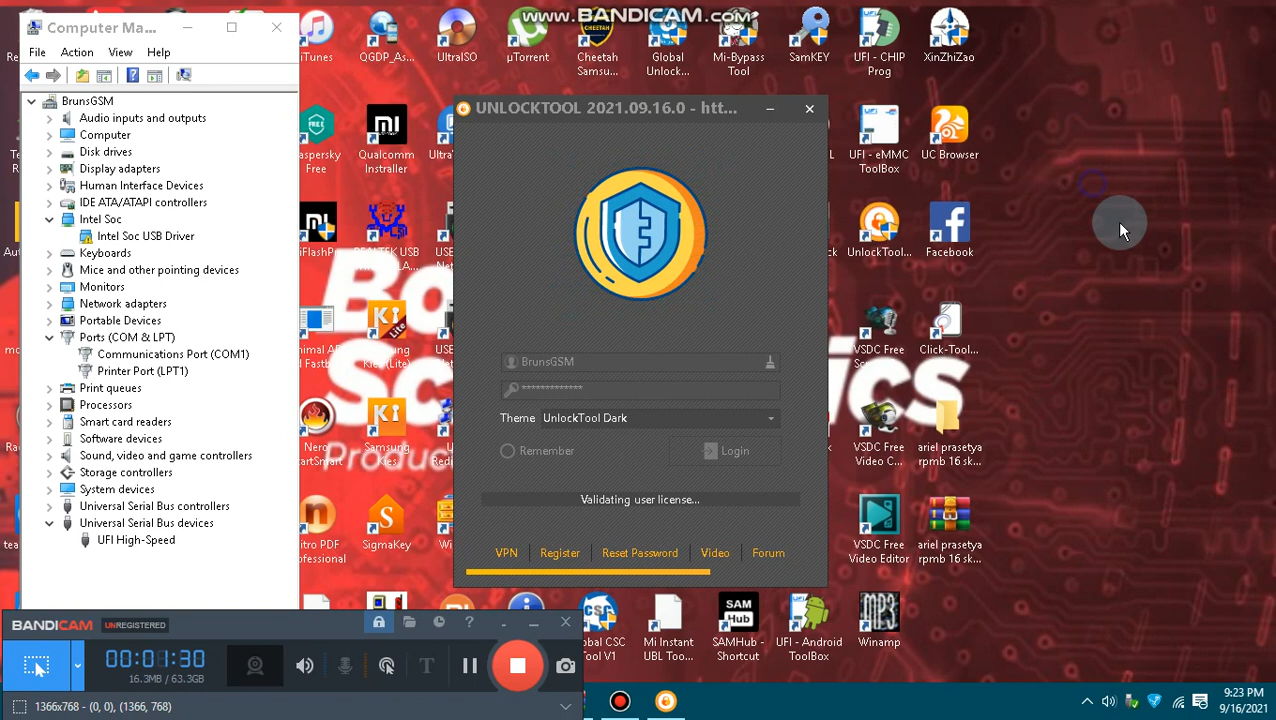 www.BANDICAM.com
Computer Ma...
File Action View Help
BrunsGSM
Audio inputs and outputs
Computer
Disk drives
Display adapters
Human Interface Devices
IDE ATA/ATAPI controllers
Intel Soc
Intel Soc USB Driver
Keyboards
Mice and other pointing devices
Monitors
Network adapters
Portable Devices
Ports (COM & LPT)
Communications Port (COM1)
Printer Port (LPT1)
Print queues
Processors
Smart card readers
Software devices
Sound, video and game controllers
Storage controllers
System devices
Universal Serial Bus controllers
Universal Serial Bus devices
UFI High-Speed
iTunes
QGDP_As...
UltraISO
µTorrent
Cheetah Samsu...
Global Unlock...
Mi-Bypass Tool
SamKEY
UFI - CHIP Prog
XinZhiZao
Free
Qualcomm Installer
UFI - eMMC ToolBox
UC Browser
UnlockTool...
Facebook
VSDC Free
Click-Tool...
Samsung Kies
VSDC Free Video C...
ariel prasetya rpmb 16 sk...
SigmaKey
VSDC Free Video Editor
ariel prasetya rpmb 16 sk...
Mi Instant UBL Too...
SAMHub - Shortcut
UFI - Android ToolBox
Winamp
UNLOCKTOOL 2021.09.16.0 - htt...
BrunsGSM
*************
Theme UnlockTool Dark
Remember
Login
Validating user license...
VPN Register Reset Password Video Forum
BANDICAM UNREGISTERED
00:01:30
16.3MB / 63.3GB
1366x768 - (0, 0), (1366, 768)
9:23 PM
9/16/2021